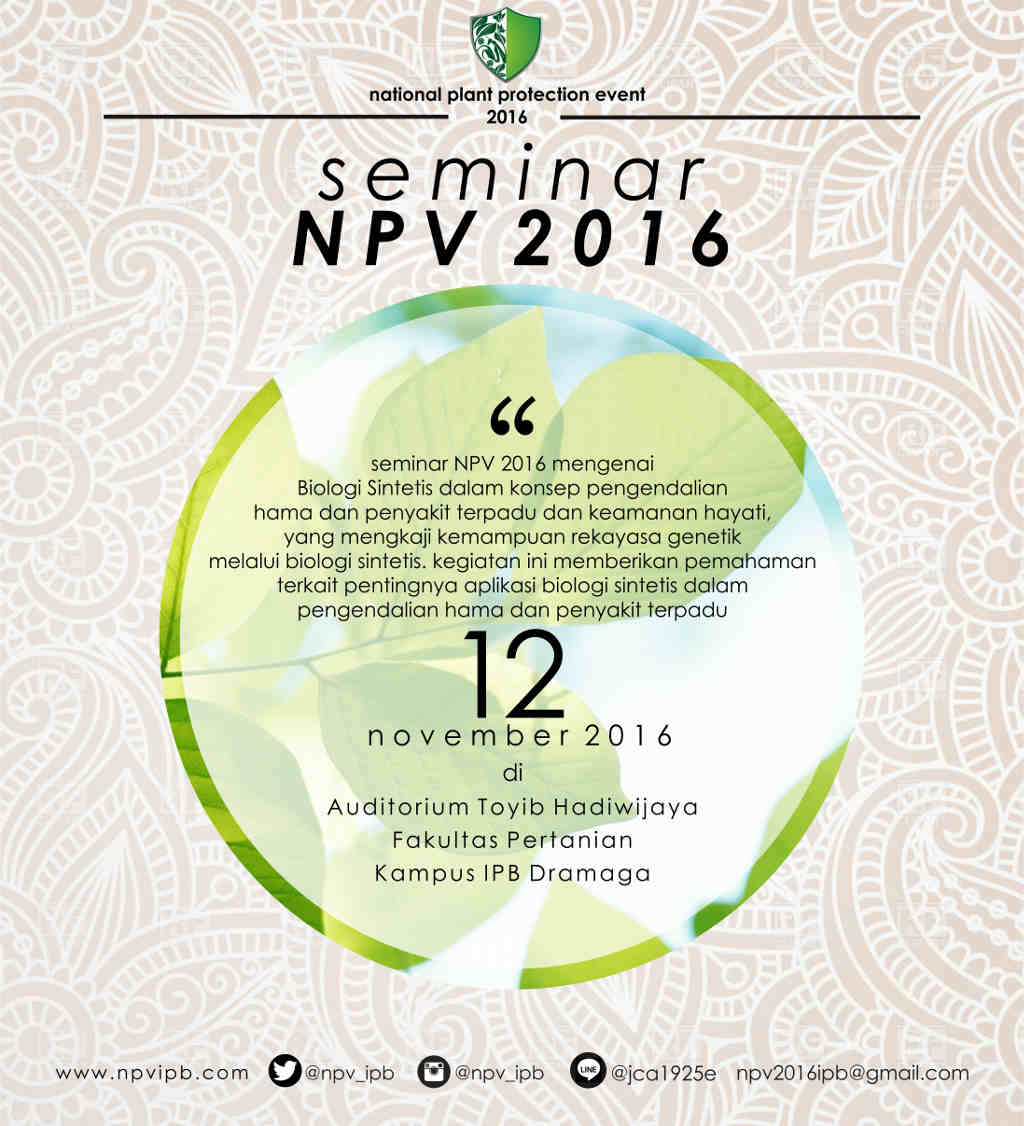 national plant protection event
2016
seminar
NPV 2016
“
seminar NPV 2016 mengenai
Biologi Sintetis dalam konsep pengendalian
hama dan penyakit terpadu dan keamanan hayati,
yang mengkaji kemampuan rekayasa genetik
melalui biologi sintetis. kegiatan ini memberikan pemahaman
terkait pentingnya aplikasi biologi sintetis dalam
pengendalian hama dan penyakit terpadu
12
november 2016
di
Auditorium Toyib Hadiwijaya
Fakultas Pertanian
Kampus IPB Dramaga
www.npvipb.com @npv_ipb @npv_ipb LINE @jca1925e npv2016ipb@gmail.com